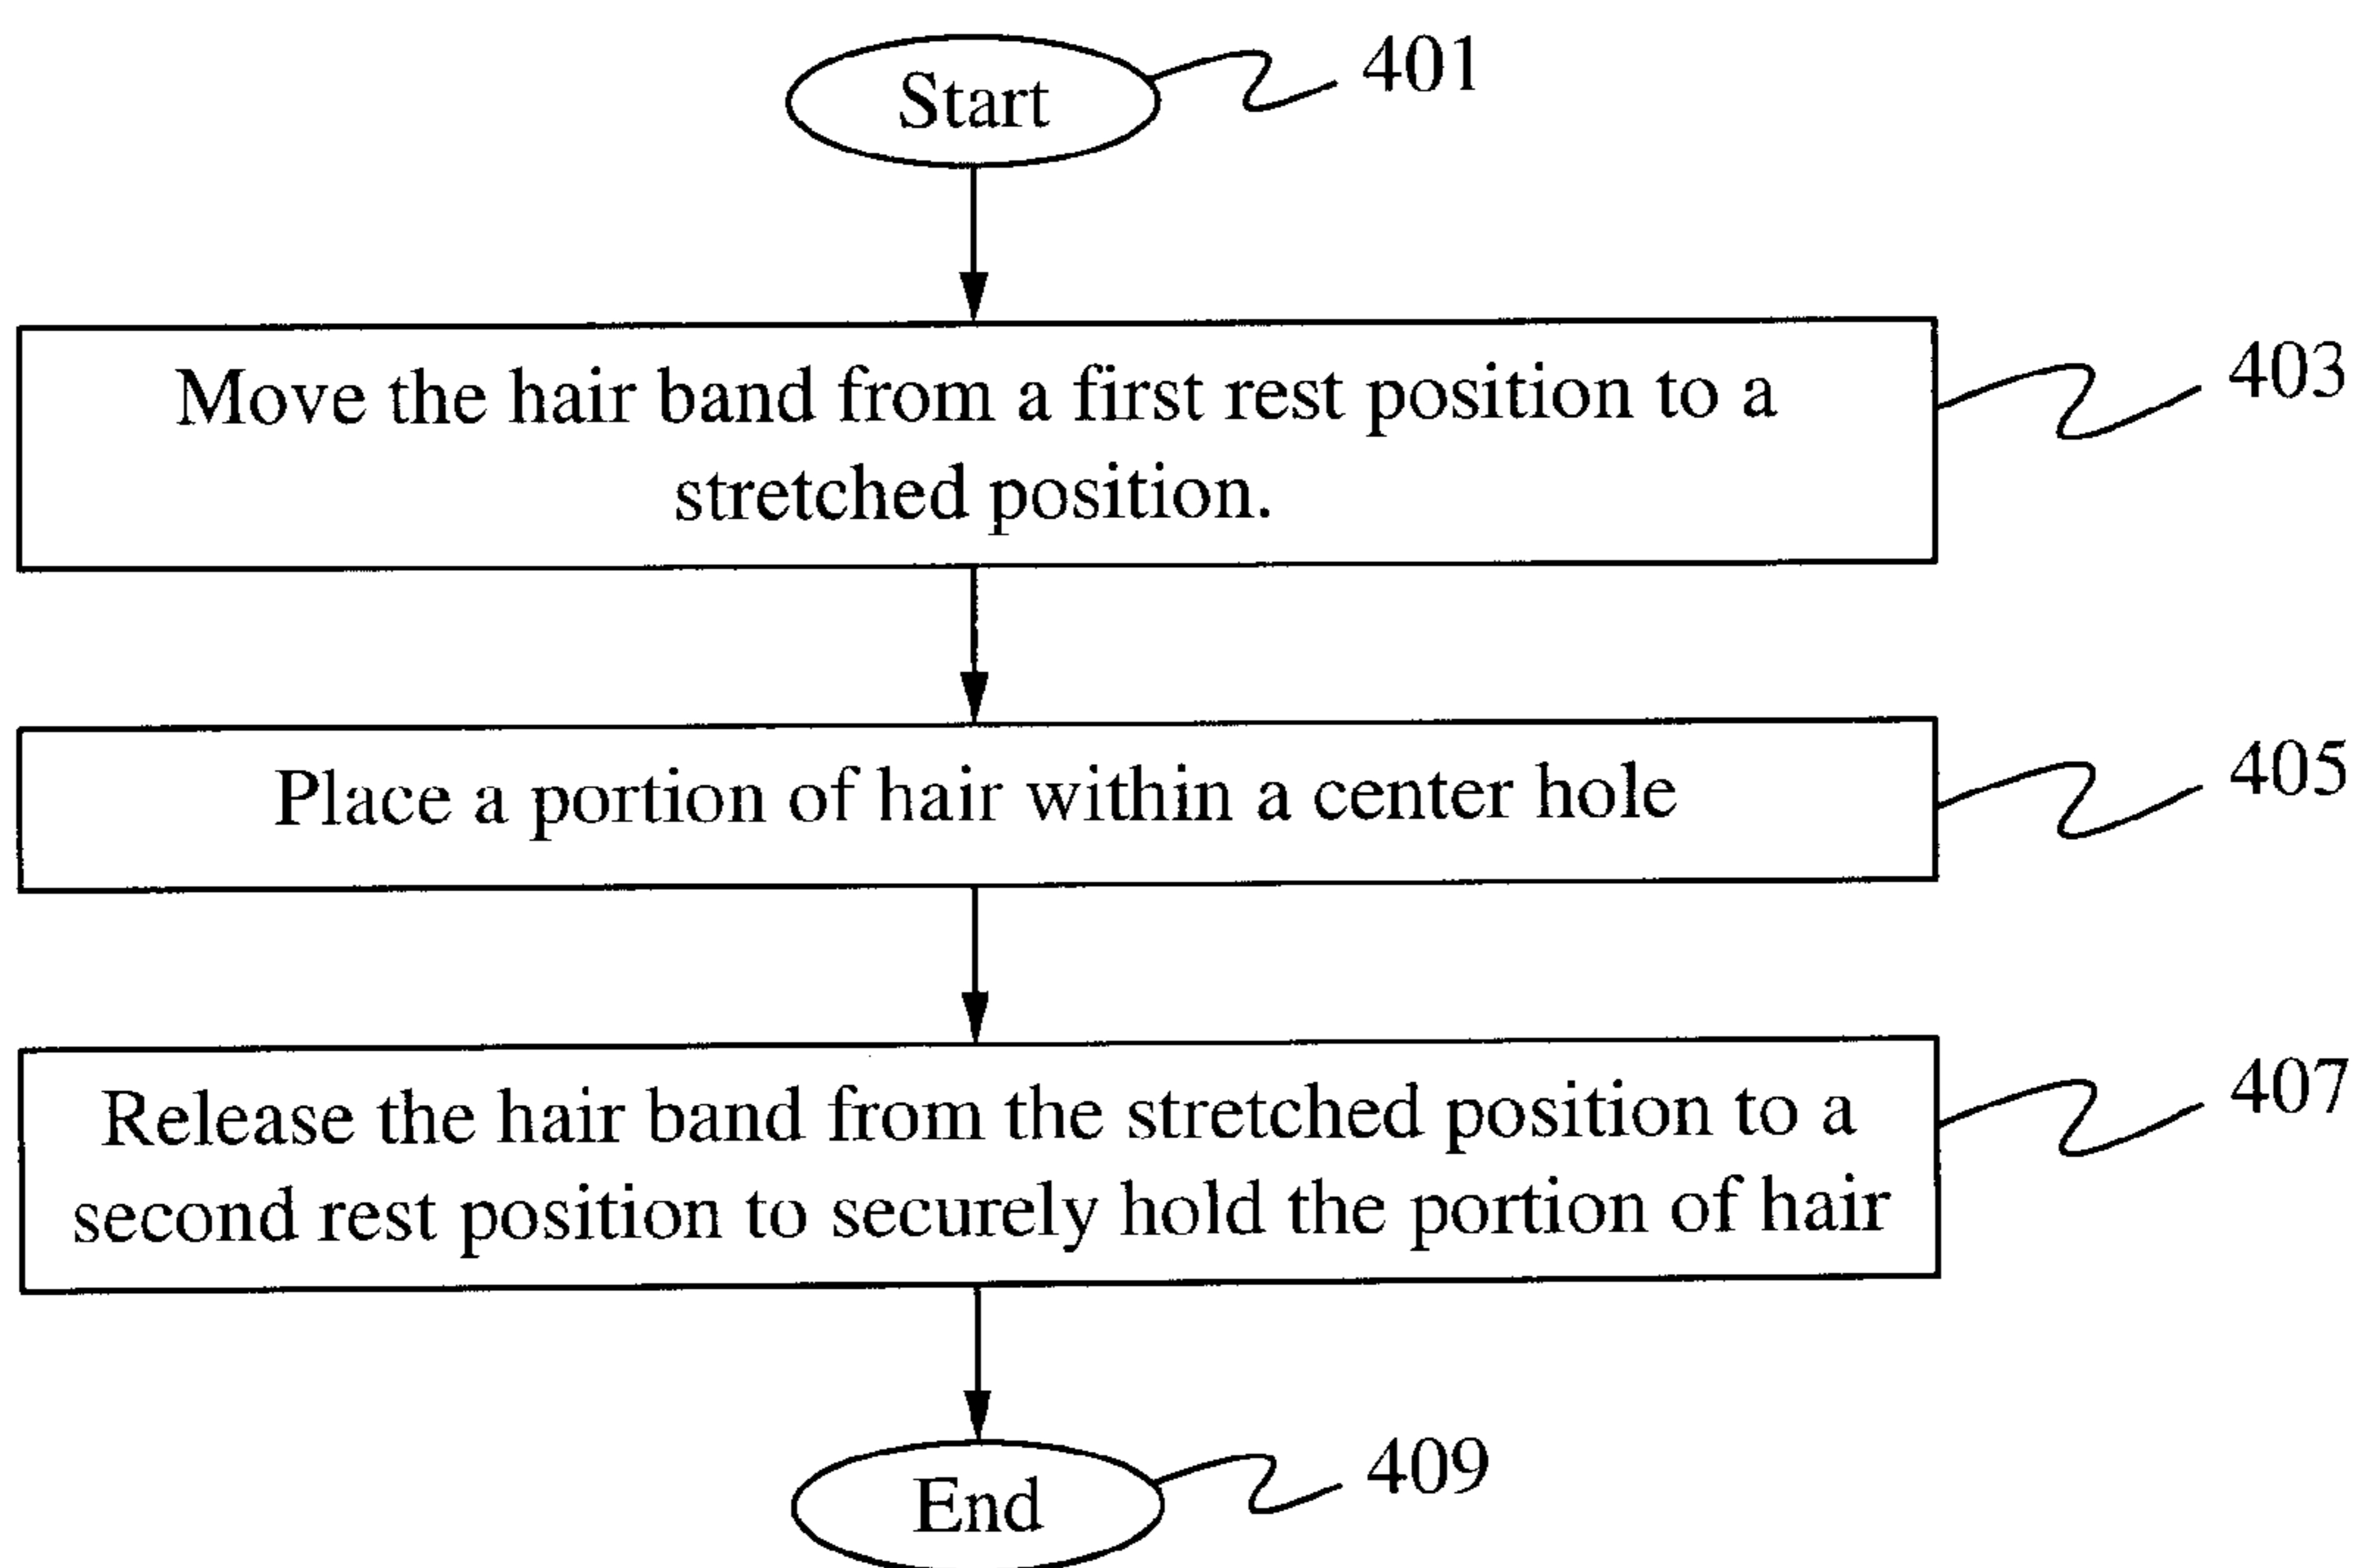 Start
401
Move the hair band from a first rest position to a
stretched position.
403
Place a portion of hair within a center hole
405
Release the hair band from the stretched position to a
second rest position to securely hold the portion of hair
407
End
409